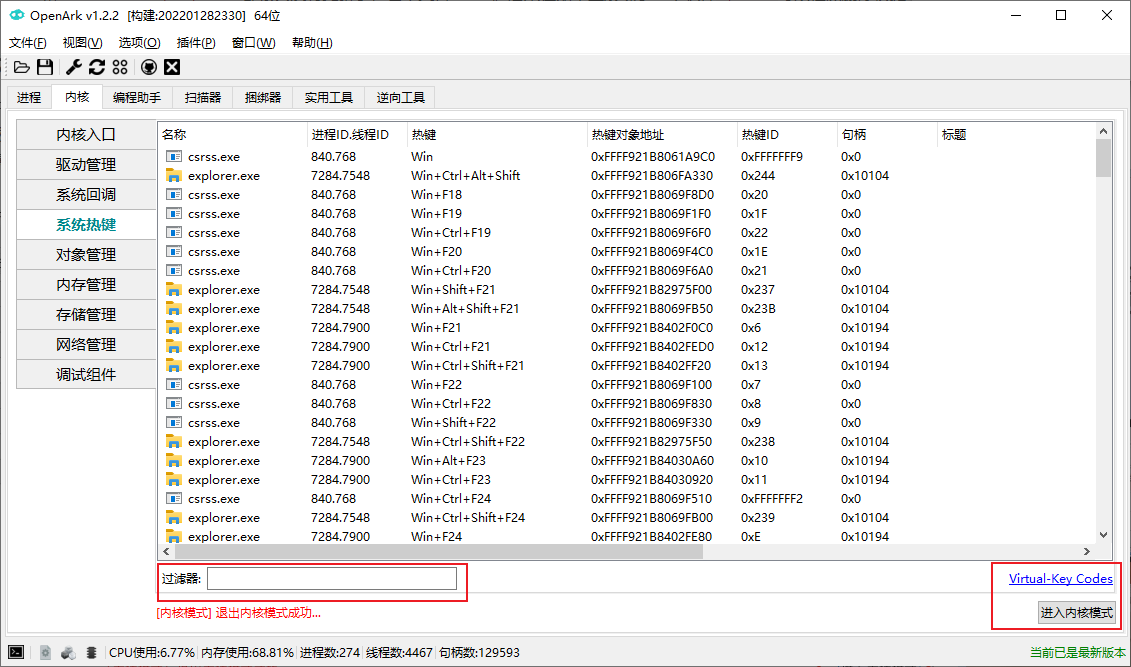 OpenArk v1.2.2 [构建:202201282330] 64位
文件(F) 视图(V) 选项(O) 插件(P) 窗口(W) 帮助(H)
进程 内核 编程助手 扫描器 捆绑器 实用工具 逆向工具
内核入口
驱动管理
系统回调
系统热键
对象管理
内存管理
存储管理
网络管理
调试组件
名称 进程ID.线程ID 热键 热键对象地址 热键ID 句柄 标题
csrss.exe 840.768 Win 0xFFFF921B8061A9C0 0xFFFFFFF9 0x0
explorer.exe 7284.7548 Win+Ctrl+Alt+Shift 0xFFFF921B806FA330 0x244 0x10104
csrss.exe 840.768 Win+F18 0xFFFF921B8069F8D0 0x20 0x0
csrss.exe 840.768 Win+F19 0xFFFF921B8069F1F0 0x1F 0x0
csrss.exe 840.768 Win+Ctrl+F19 0xFFFF921B8069F6F0 0x22 0x0
csrss.exe 840.768 Win+F20 0xFFFF921B8069F4C0 0x1E 0x0
csrss.exe 840.768 Win+Ctrl+F20 0xFFFF921B8069F6A0 0x21 0x0
explorer.exe 7284.7548 Win+Shift+F21 0xFFFF921B82975F00 0x237 0x10104
explorer.exe 7284.7548 Win+Alt+Shift+F21 0xFFFF921B8069FB50 0x23B 0x10104
explorer.exe 7284.7900 Win+F21 0xFFFF921B8402F0C0 0x6 0x10194
explorer.exe 7284.7900 Win+Ctrl+F21 0xFFFF921B8402FED0 0x12 0x10194
explorer.exe 7284.7900 Win+Ctrl+Shift+F21 0xFFFF921B8402FF20 0x13 0x10194
csrss.exe 840.768 Win+F22 0xFFFF921B8069F100 0x7 0x0
csrss.exe 840.768 Win+Ctrl+F22 0xFFFF921B8069F830 0x8 0x0
csrss.exe 840.768 Win+Shift+F22 0xFFFF921B8069F330 0x9 0x0
explorer.exe 7284.7548 Win+Ctrl+Shift+F22 0xFFFF921B82975F50 0x238 0x10104
explorer.exe 7284.7900 Win+Alt+F23 0xFFFF921B84030A60 0x10 0x10194
explorer.exe 7284.7900 Win+Ctrl+F23 0xFFFF921B84030920 0x11 0x10194
csrss.exe 840.768 Win+Ctrl+F24 0xFFFF921B8069F510 0xFFFFFFF2 0x0
explorer.exe 7284.7548 Win+Ctrl+Shift+F24 0xFFFF921B8069FB00 0x239 0x10104
explorer.exe 7284.7900 Win+F24 0xFFFF921B8402FE80 0xE 0x10194
过滤器: Virtual-Key Codes
[内核模式] 退出内核模式成功... 进入内核模式
CPU使用:6.77% 内存使用:68.81% 进程数:274 线程数:4467 句柄数:129593 当前已是最新版本